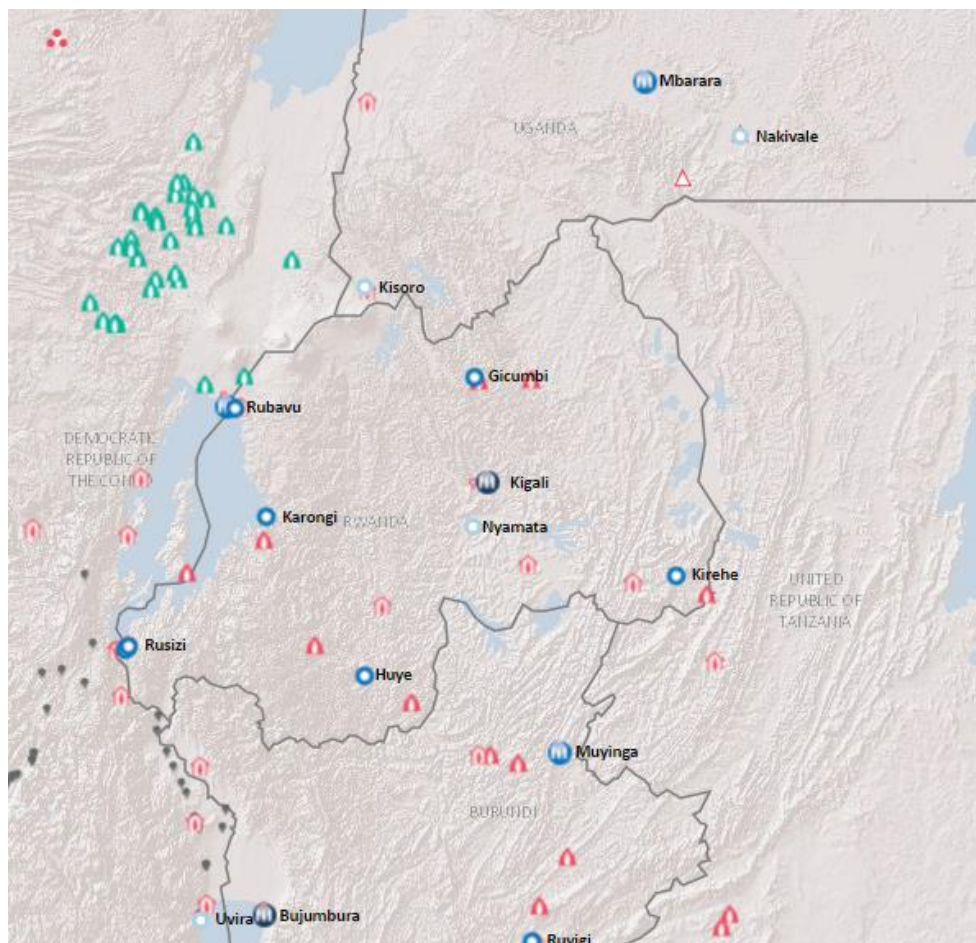 Mbarara
UGANDA
Nakivale
Kisoro
Gicumbi
Rubavu
DEMOCRATIC
REPUBLIC OF
THE CONGO
Kigali
Karongi
RWANDA
Nyamata
Kirehe
UNITED
REPUBLIC OF
TANZANIA
Rusizi
Huye
Muyinga
BURUNDI
Uvira
Bujumbura
Ruyigi